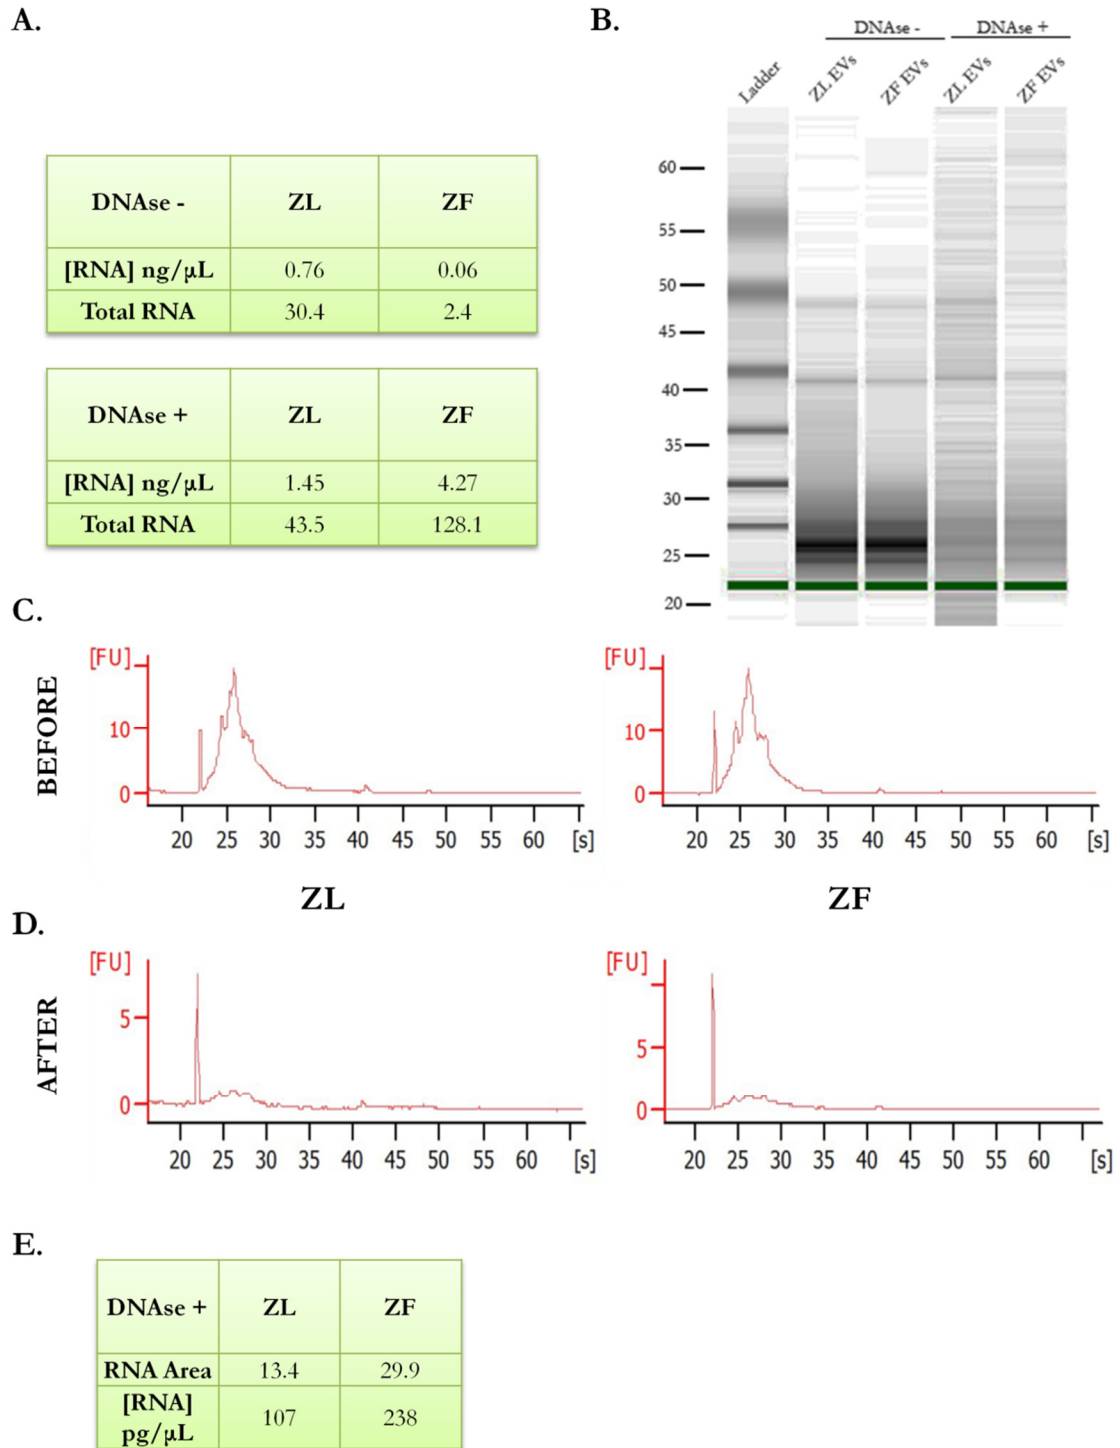 A.
DNAse - ZL ZF
[RNA] ng/µL 0.76 0.06
Total RNA 30.4 2.4
DNAse + ZL ZF
[RNA] ng/µL 1.45 4.27
Total RNA 43.5 128.1
B.
DNAse - DNAse +
Ladder ZL EVs ZF EVs ZL EVs ZF EVs
60
55
50
45
40
35
30
25
20
C.
BEFORE
[FU]
10
0
20 25 30 35 40 45 50 55 60 [s]
[FU]
10
0
20 25 30 35 40 45 50 55 60 [s]
ZL ZF
D.
AFTER
[FU]
5
0
20 25 30 35 40 45 50 55 60 [s]
[FU]
5
0
20 25 30 35 40 45 50 55 60 [s]
E.
DNAse + ZL ZF
RNA Area 13.4 29.9
[RNA]
pg/µL 107 238